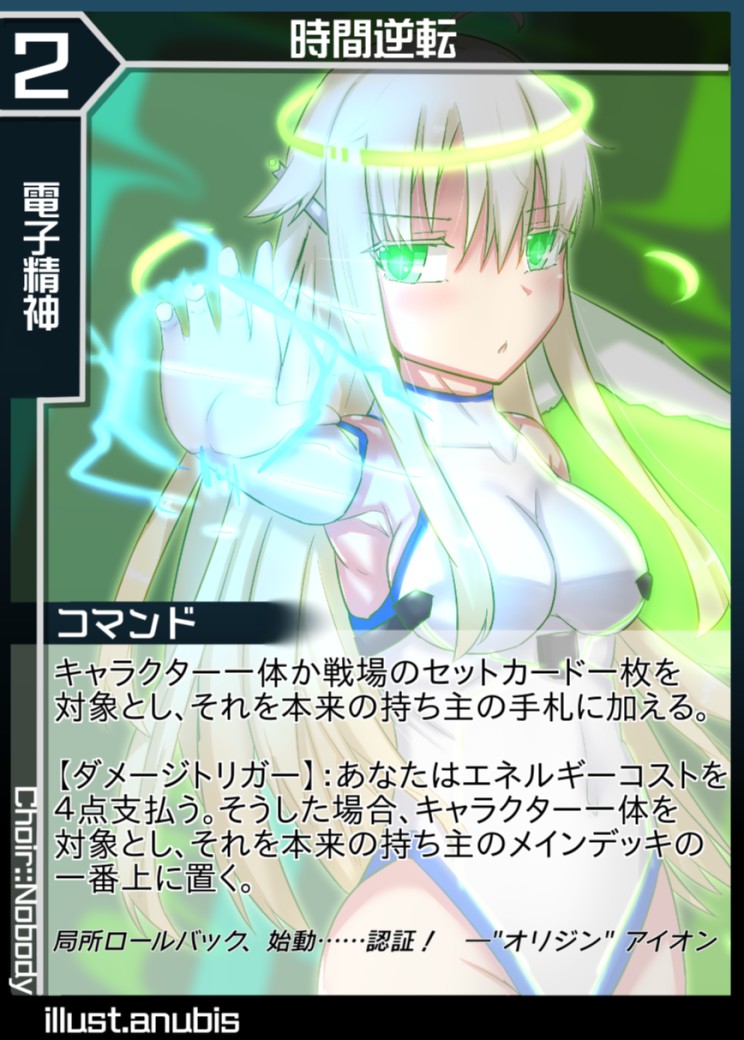 2
時間逆転
電子精神
コマンド
キャラクター一体か戦場のセットカード一枚を
対象とし、それを本来の持ち主の手札に加える。
【ダメージトリガー】:あなたはエネルギーコストを
4点支払う。そうした場合、キャラクター一体を
対象とし、それを本来の持ち主のメインデッキの
一番上に置く。
局所ロールバック、始動……認証! ―"オリジン" アイオン
Choir::Nobody
illust.anubis